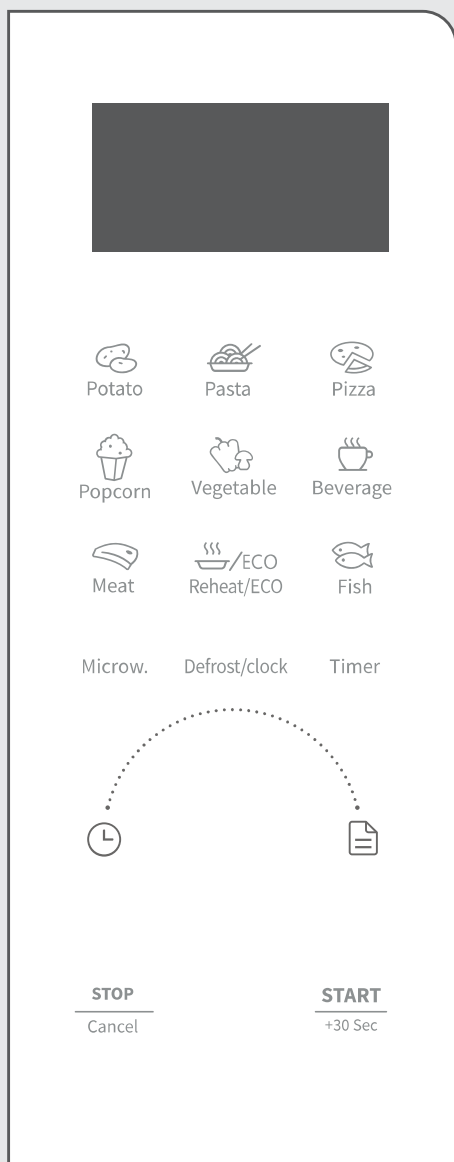 Potato Pasta Pizza
Popcorn Vegetable Beverage
/ECO
Meat Reheat/ECO Fish
Microw. Defrost/clock Timer
STOP START
Cancel +30 Sec